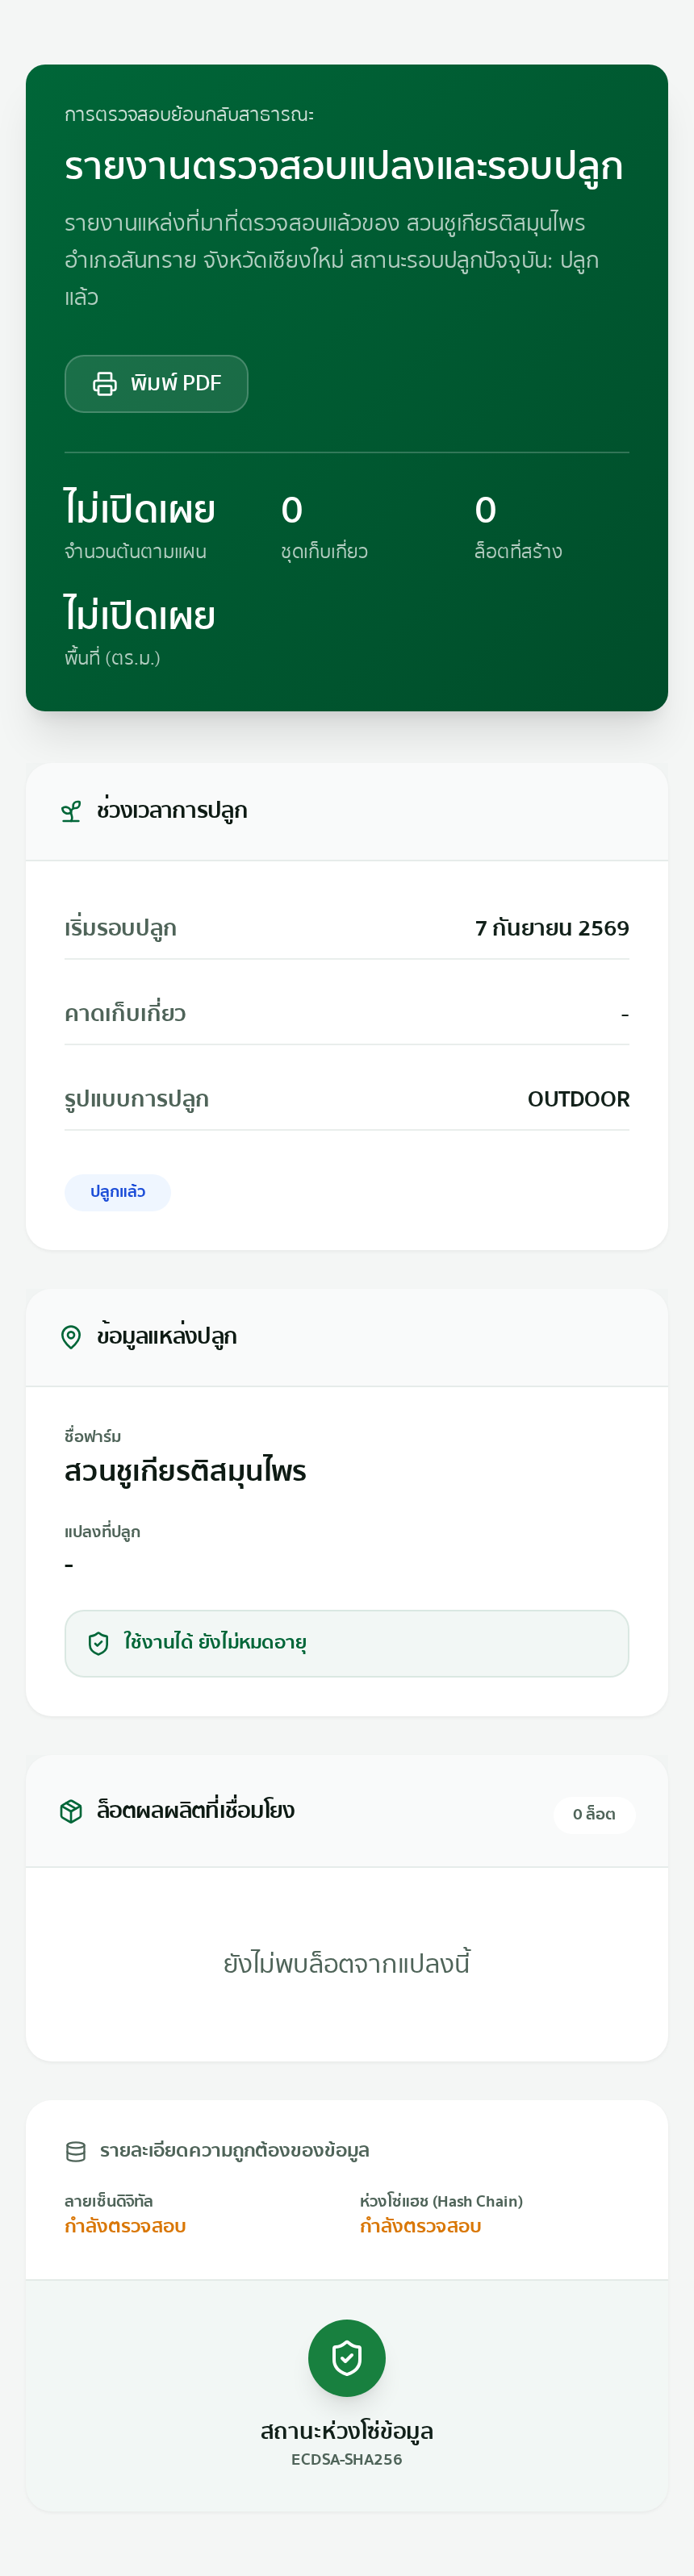 การตรวจสอบย้อนกลับสาธารณะ
รายงานตรวจสอบแปลงและรอบปลูก
รายงานแหล่งที่มาที่ตรวจสอบแล้วของ สวนชูเกียรติสมุนไพร
อำเภอสันทราย จังหวัดเชียงใหม่ สถานะรอบปลูกปัจจุบัน: ปลูก
แล้ว
พิมพ์ PDF
ไม่เปิดเผย 0 0
จำนวนต้นตามแผน ชุดเก็บเกี่ยว ล็อตที่สร้าง
ไม่เปิดเผย
พื้นที่ (ตร.ม.)
ช่วงเวลาการปลูก
เริ่มรอบปลูก 7 กันยายน 2569
คาดเก็บเกี่ยว -
รูปแบบการปลูก OUTDOOR
ปลูกแล้ว
ข้อมูลแหล่งปลูก
ชื่อฟาร์ม
สวนชูเกียรติสมุนไพร
แปลงที่ปลูก
-
ใช้งานได้ ยังไม่หมดอายุ
ล็อตผลผลิตที่เชื่อมโยง 0 ล็อต
ยังไม่พบล็อตจากแปลงนี้
รายละเอียดความถูกต้องของข้อมูล
ลายเซ็นดิจิทัล ห่วงโซ่แฮช (Hash Chain)
กำลังตรวจสอบ กำลังตรวจสอบ
สถานะห่วงโซ่ข้อมูล
ECDSA-SHA256